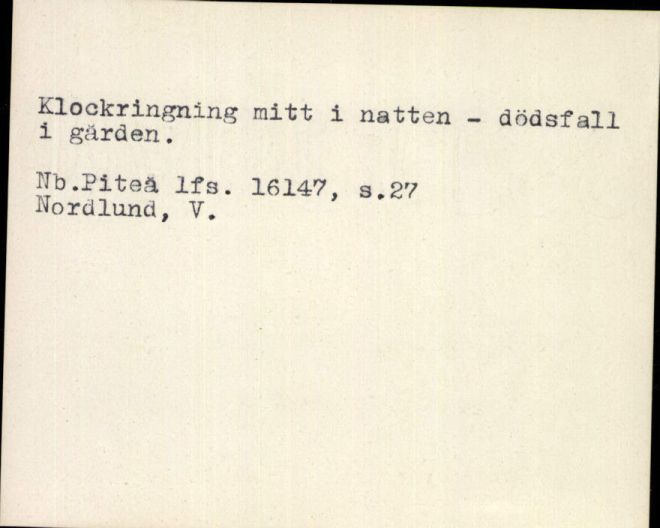 Klockringning mitt i natten - dödsfall
i gården.
Nb.Piteå lfs. 16147, s.27
Nordlund, V.